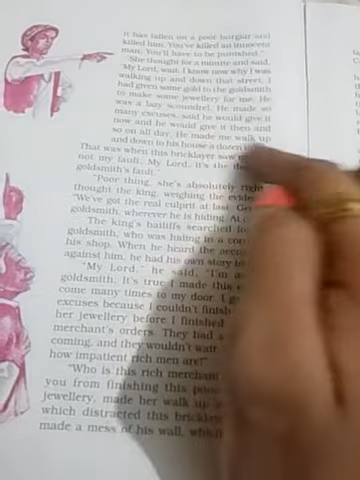 it has fallen on a poor burglar and
killed him. You've killed an innocent
man. You'll have to be punished."
"She thought for a minute and said,
"My Lord, wait. I know now why I was
walking up and down that street. I
had given some gold to the goldsmith
to make some jewellery for me. He
was a lazy scoundrel. He made so
many excuses, said he would give it
now and he would give it then and
so on all day. He made me walk up
and down to his house a dozen
That was when this bricklayer saw
not my fault, My Lord, it's the
goldsmith's fault."
"Poor thing, she's absolutely right
thought the king, weighing the
"We've got the real culprit at last. Get
goldsmith, wherever he is hiding. At
The king's bailiffs searched for
goldsmith, who was hiding in a
his shop. When he heard the
against him, he had his own story
"My Lord," he said, "I'm a
goldsmith. It's true I made this
come many times to my door. I
excuses because I couldn't finish
her jewellery before I finished
merchant's orders. They had a
coming, and they wouldn't wait.
how impatient rich men are!"
"Who is this rich merchant
you from finishing this poor
jewellery, made her walk up
which distracted this bricklayer
made a mess of his wall, which